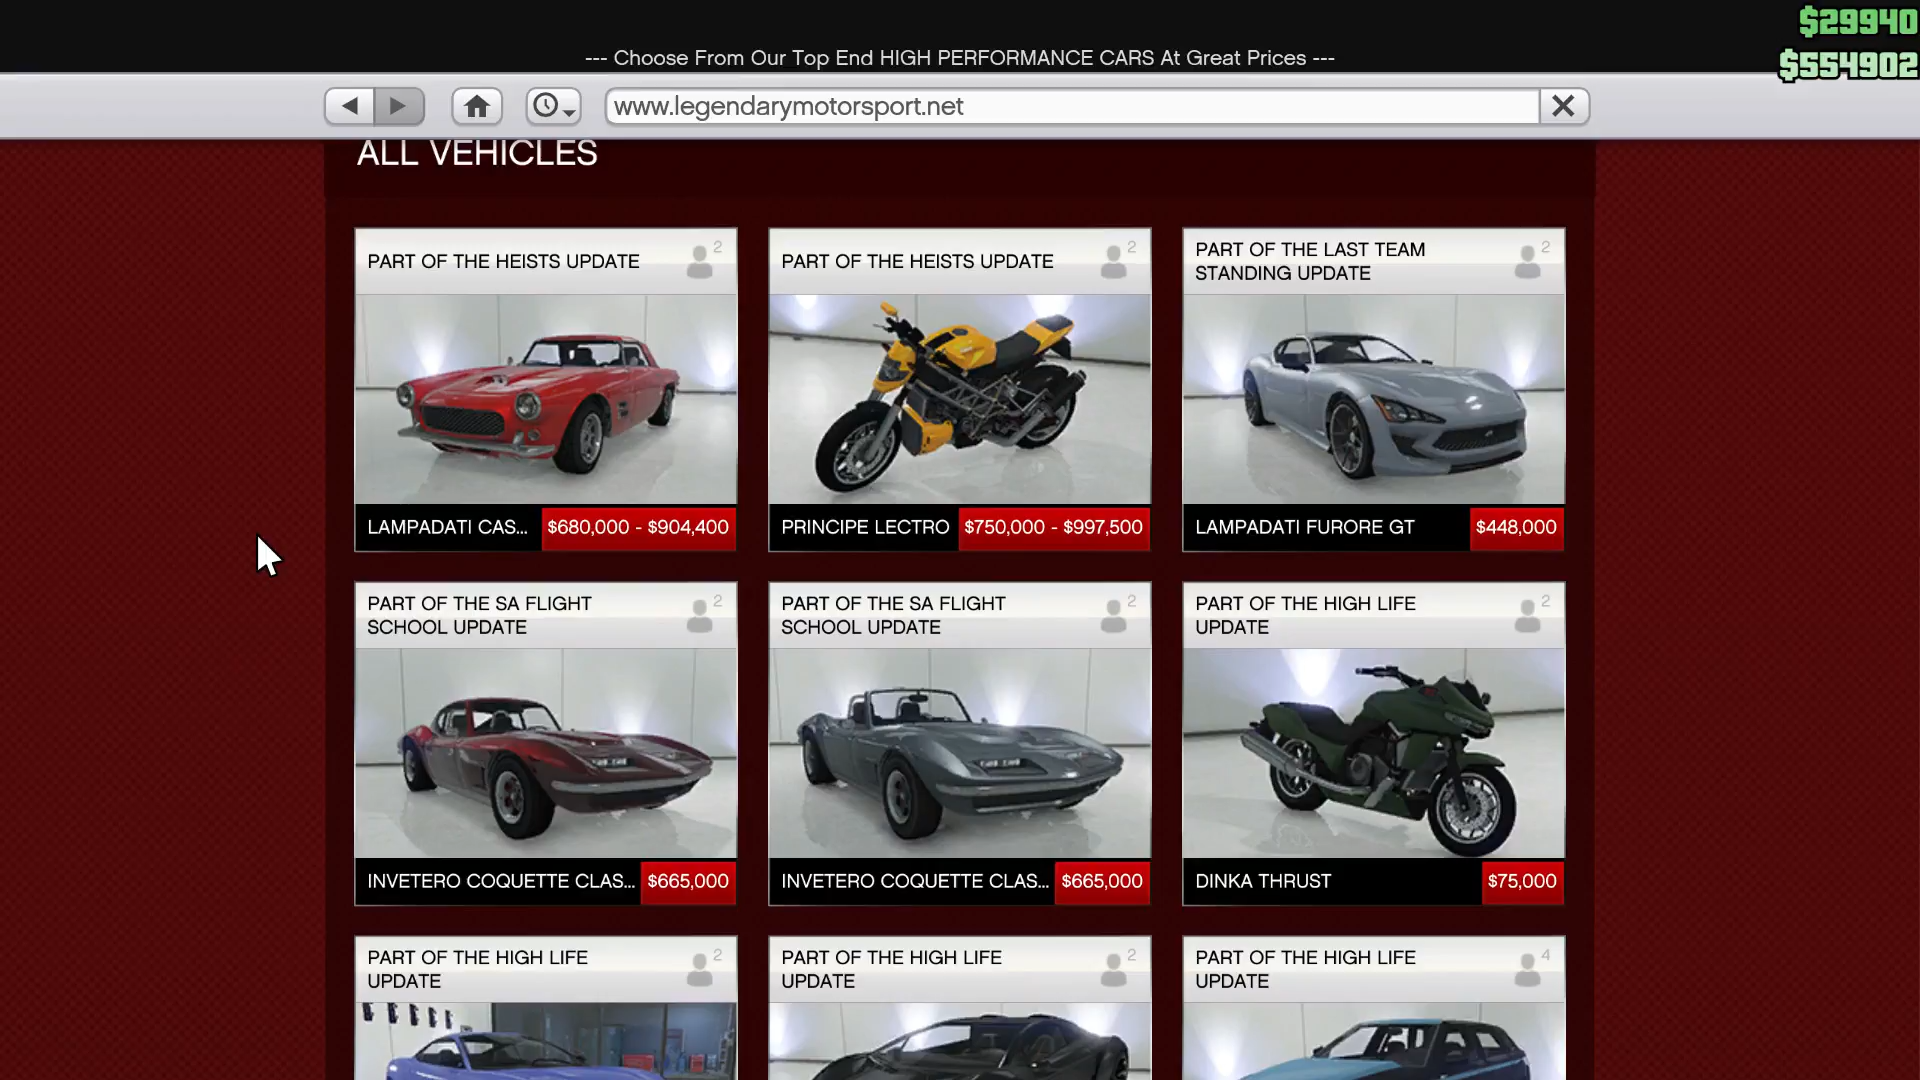 $29940
--- Choose From Our Top End HIGH PERFORMANCE CARS At Great Prices ---
$554902
www.legendarymotorsport.net
ALL VEHICLES
PART OF THE HEISTS UPDATE
2
PART OF THE HEISTS UPDATE
2
PART OF THE LAST TEAM
STANDING UPDATE
2
LAMPADATI CAS...
$680,000 - $904,400
PRINCIPE LECTRO
$750,000 - $997,500
LAMPADATI FURORE GT
$448,000
PART OF THE SA FLIGHT
SCHOOL UPDATE
2
PART OF THE SA FLIGHT
SCHOOL UPDATE
2
PART OF THE HIGH LIFE
UPDATE
2
INVETERO COQUETTE CLAS...
$665,000
INVETERO COQUETTE CLAS...
$665,000
DINKA THRUST
$75,000
PART OF THE HIGH LIFE
UPDATE
2
PART OF THE HIGH LIFE
UPDATE
2
PART OF THE HIGH LIFE
UPDATE
4